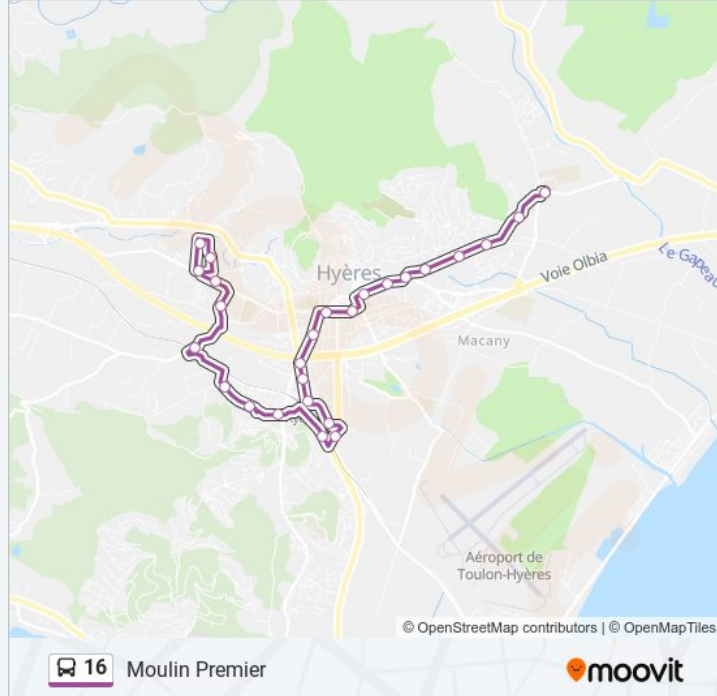 Hyères
Voie Olbia
Le Gapeau
Macany
Aéroport de
Toulon-Hyères
© OpenStreetMap contributors | © OpenMapTiles
16 Moulin Premier
moovit